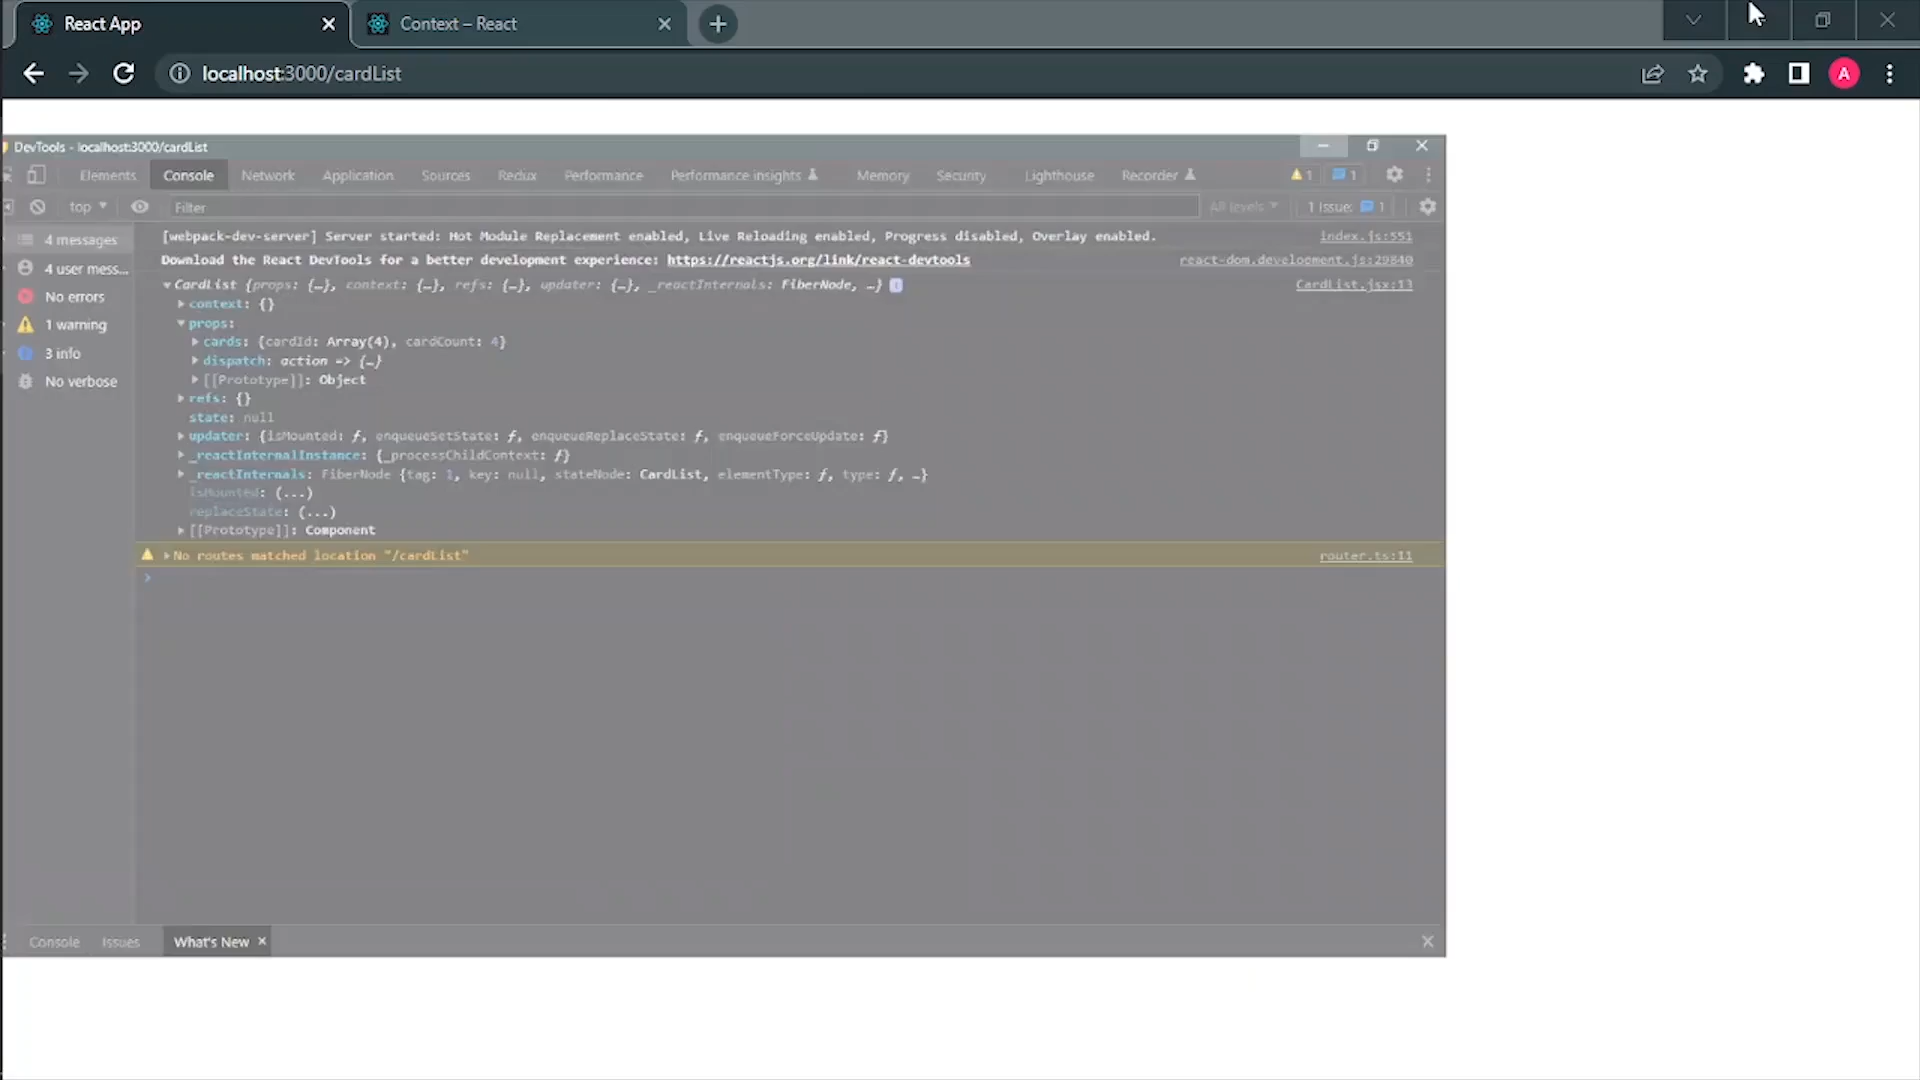 React App
Context – React
localhost:3000/cardList
A
DevTools - localhost:3000/cardList
Elements Console Network Application Sources Redux Performance Performance insights Memory Security Lighthouse Recorder 1 1
top Filter All levels 1 Issue: 1
4 messages
4 user mess...
No errors
1 warning
3 info
No verbose
[webpack-dev-server] Server started: Hot Module Replacement enabled, Live Reloading enabled, Progress disabled, Overlay enabled. index.js:551
Download the React DevTools for a better development experience: https://reactjs.org/link/react-devtools react-dom.development.js:29840
CardList {props: {…}, context: {…}, refs: {…}, updater: {…}, _reactInternals: FiberNode, …} CardList.jsx:13
context: {}
props:
cards: {cardId: Array(4), cardCount: 4}
dispatch: action => {…}
[[Prototype]]: Object
refs: {}
state: null
updater: {isMounted: ƒ, enqueueSetState: ƒ, enqueueReplaceState: ƒ, enqueueForceUpdate: ƒ}
_reactInternalInstance: {_processChildContext: ƒ}
_reactInternals: FiberNode {tag: 1, key: null, stateNode: CardList, elementType: ƒ, type: ƒ, …}
isMounted: (...)
replaceState: (...)
[[Prototype]]: Component
No routes matched location "/cardList" router.ts:11
Console Issues What's New